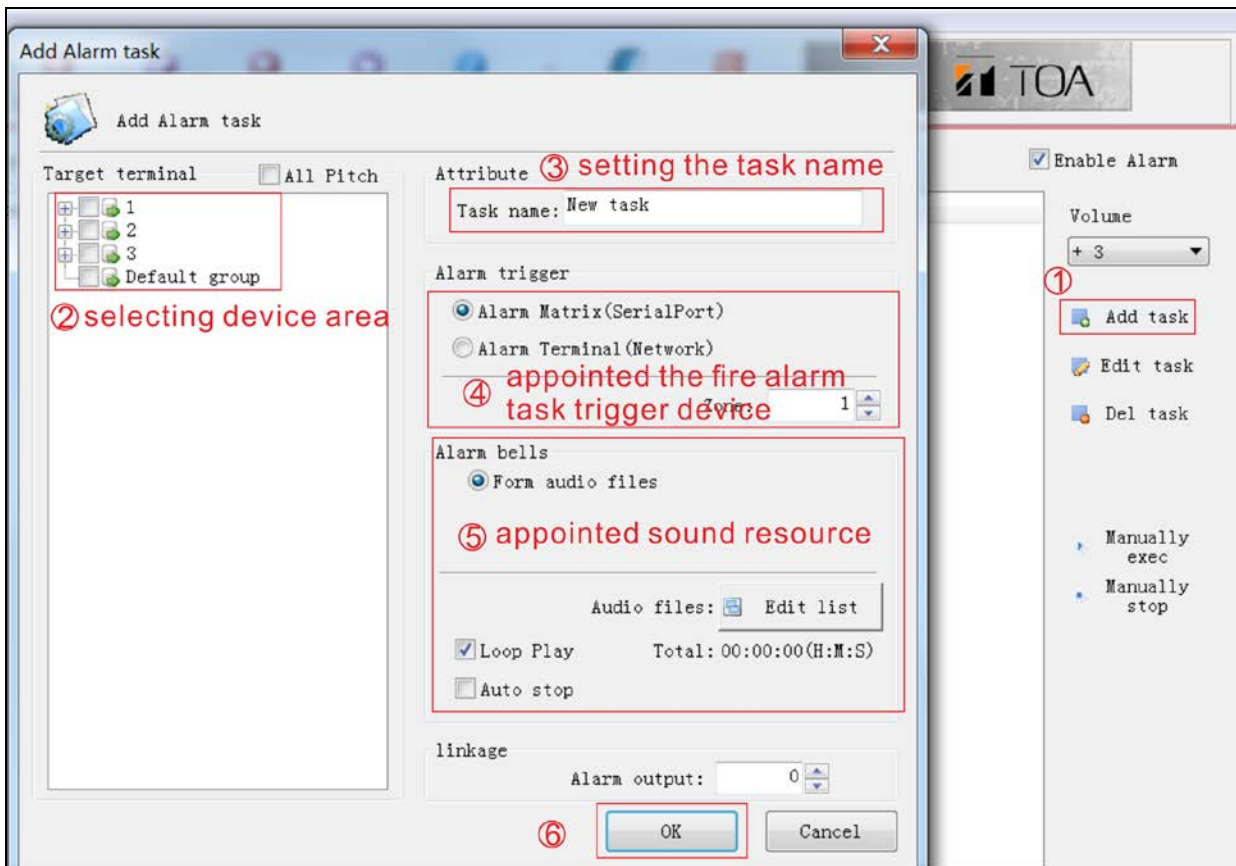 Add Alarm task
TOA
Add Alarm task
Enable Alarm
Target terminal
All Pitch
Attribute
③ setting the task name
Task name:
New task
1
2
3
Default group
② selecting device area
Volume
+ 3
①
Add task
Edit task
Del task
Alarm trigger
Alarm Matrix(SerialPort)
Alarm Terminal(Network)
④ appointed the fire alarm
task trigger device
Zone:
1
Alarm bells
Form audio files
⑤ appointed sound resource
Manually
exec
Manually
stop
Audio files:
Edit list
Loop Play
Total: 00:00:00(H:M:S)
Auto stop
linkage
Alarm output:
0
⑥
OK
Cancel